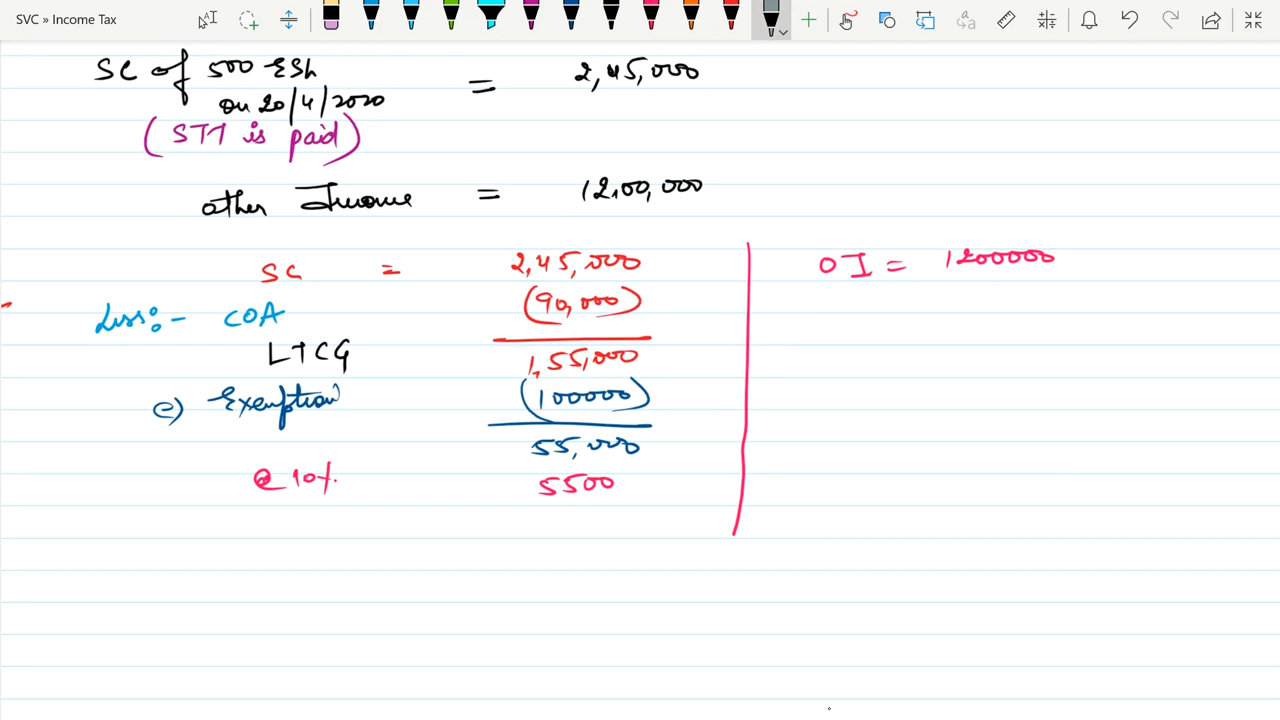 SVC » Income Tax
SC of 500 ESh = 2,45,000
on 20/4/2020
(STT is paid)
other Income = 12,00,000
SC = 2,45,000 OI = 1200000
Less:- COA (90,000)
LTCG 1,55,000
e) Exemption (100000)
55,000
@ 10%. 5500